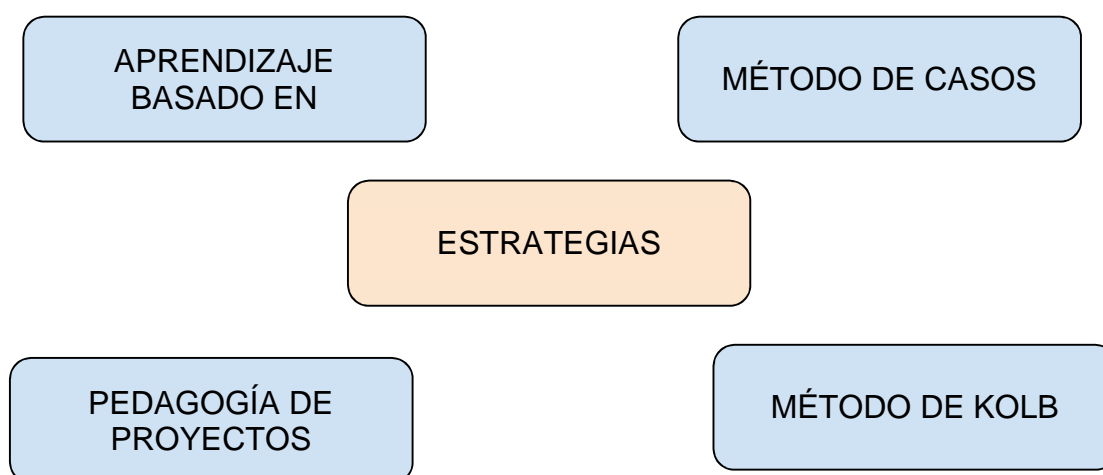 APRENDIZAJE
BASADO EN
MÉTODO DE CASOS
ESTRATEGIAS
PEDAGOGÍA DE
PROYECTOS
MÉTODO DE KOLB